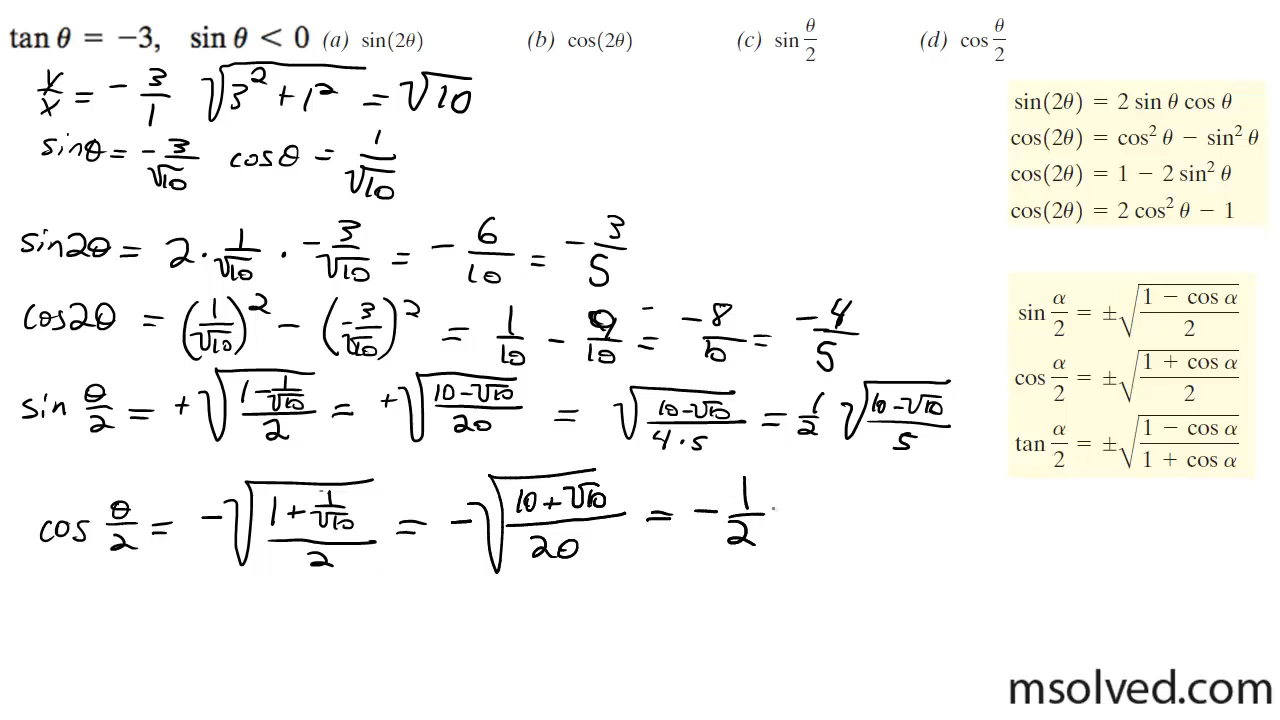 tan θ = −3, sin θ < 0 (a) sin(2θ) (b) cos(2θ) (c) sin θ/2 (d) cos θ/2
y/x = - 3/1 √(3² + 1²) = √10
sinθ = -3/√10 cosθ = 1/√10
sin2θ = 2 · 1/√10 · -3/√10 = - 6/10 = - 3/5
cos2θ = (1/√10)² - (-3/√10)² = 1/10 - 9/10 = -8/10 = -4/5
sin θ/2 = +√((1 - 1/√10)/2) = +√((10-√10)/20) = √((10-√10)/(4·5)) = 1/2 √((10-√10)/5)
cos θ/2 = -√((1 + 1/√10)/2) = -√((10+√10)/20) = - 1/2
sin(2θ) = 2 sin θ cos θ
cos(2θ) = cos² θ − sin² θ
cos(2θ) = 1 − 2 sin² θ
cos(2θ) = 2 cos² θ − 1
sin α/2 = ±√((1 − cos α)/2)
cos α/2 = ±√((1 + cos α)/2)
tan α/2 = ±√((1 − cos α)/(1 + cos α))
msolved.com